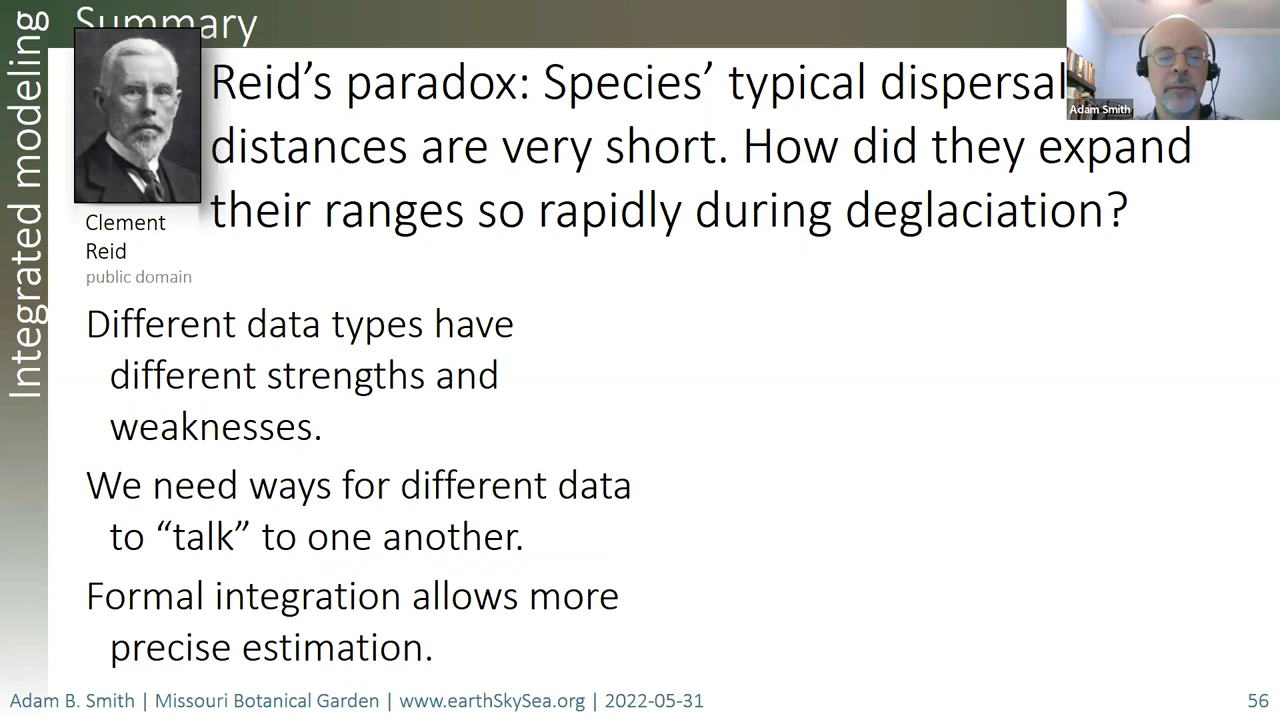 Integrated modeling
Summary
Reid’s paradox: Species’ typical dispersal
distances are very short. How did they expand
their ranges so rapidly during deglaciation?
Adam Smith
Clement
Reid
public domain
Different data types have
different strengths and
weaknesses.
We need ways for different data
to “talk” to one another.
Formal integration allows more
precise estimation.
Adam B. Smith | Missouri Botanical Garden | www.earthSkySea.org | 2022-05-31
56